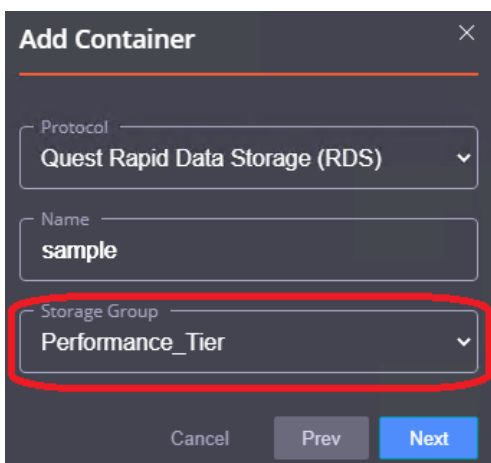 Add Container
Protocol
Quest Rapid Data Storage (RDS)
Name
sample
Storage Group
Performance_Tier
Cancel Prev Next